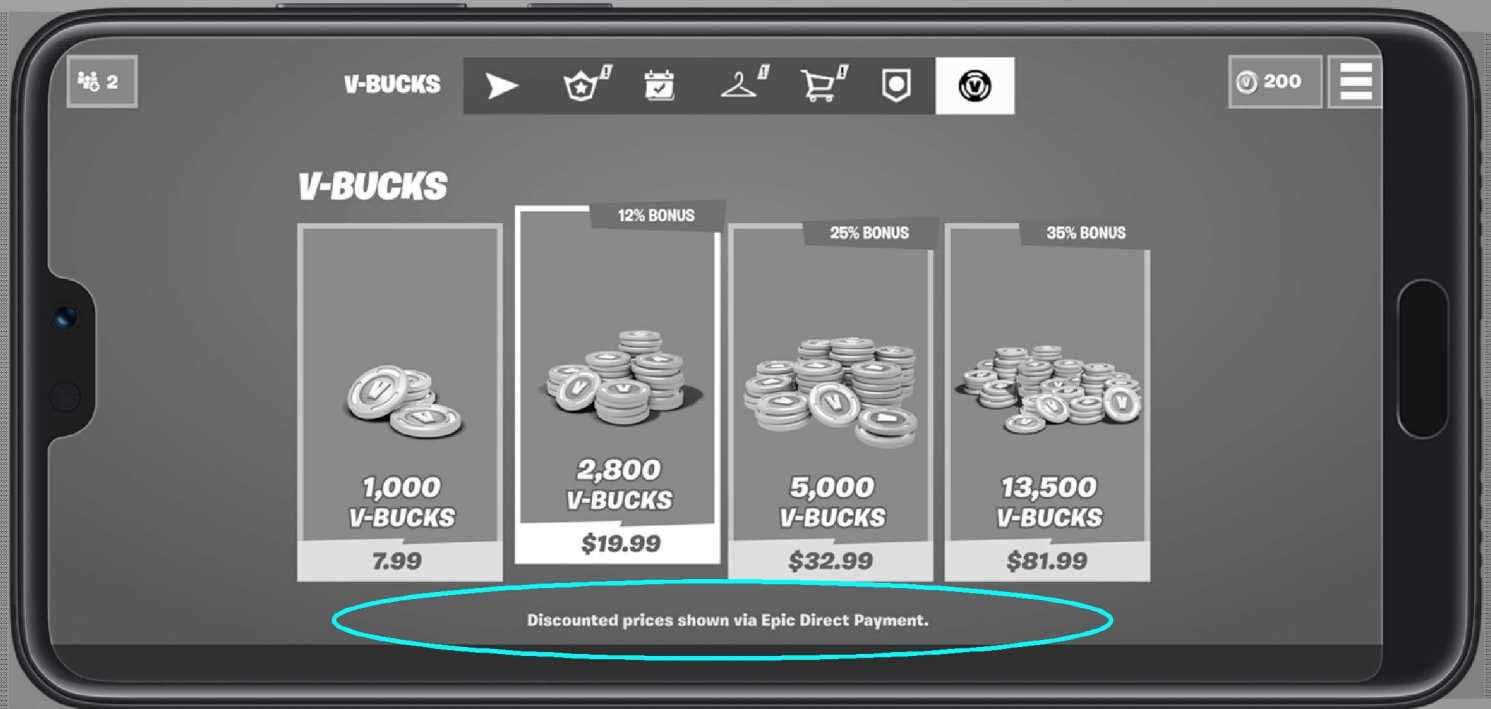 2
V-BUCKS
200
V-BUCKS
12% BONUS
25% BONUS
35% BONUS
1,000
V-BUCKS
7.99
2,800
V-BUCKS
$19.99
5,000
V-BUCKS
$32.99
13,500
V-BUCKS
$81.99
Discounted prices shown via Epic Direct Payment.